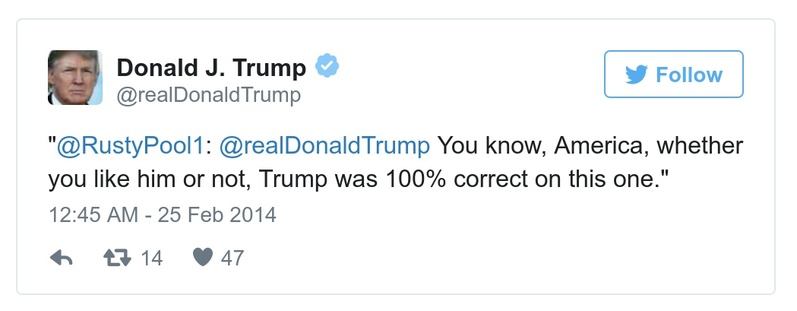 Donald J. Trump
@realDonaldTrump
Follow
"@RustyPool1: @realDonaldTrump You know, America, whether
you like him or not, Trump was 100% correct on this one."
12:45 AM - 25 Feb 2014
14 47